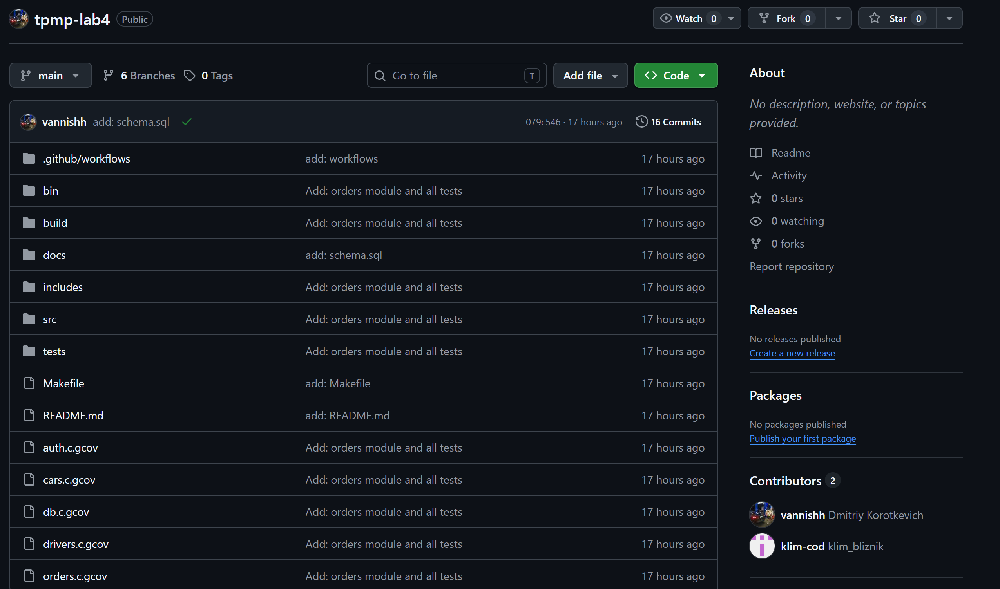 tpmp-lab4 Public Watch 0 Fork 0 Star 0
main 6 Branches 0 Tags Go to file T Add file Code
vannishh add: schema.sql 079c546 · 17 hours ago 16 Commits
.github/workflows add: workflows 17 hours ago
bin Add: orders module and all tests 17 hours ago
build Add: orders module and all tests 17 hours ago
docs add: schema.sql 17 hours ago
includes Add: orders module and all tests 17 hours ago
src Add: orders module and all tests 17 hours ago
tests Add: orders module and all tests 17 hours ago
Makefile add: Makefile 17 hours ago
README.md add: README.md 17 hours ago
auth.c.gcov Add: orders module and all tests 17 hours ago
cars.c.gcov Add: orders module and all tests 17 hours ago
db.c.gcov Add: orders module and all tests 17 hours ago
drivers.c.gcov Add: orders module and all tests 17 hours ago
orders.c.gcov Add: orders module and all tests 17 hours ago
About
No description, website, or topics
provided.
Readme
Activity
0 stars
0 watching
0 forks
Report repository
Releases
No releases published
Create a new release
Packages
No packages published
Publish your first package
Contributors 2
vannishh Dmitriy Korotkevich
klim-cod klim_bliznik